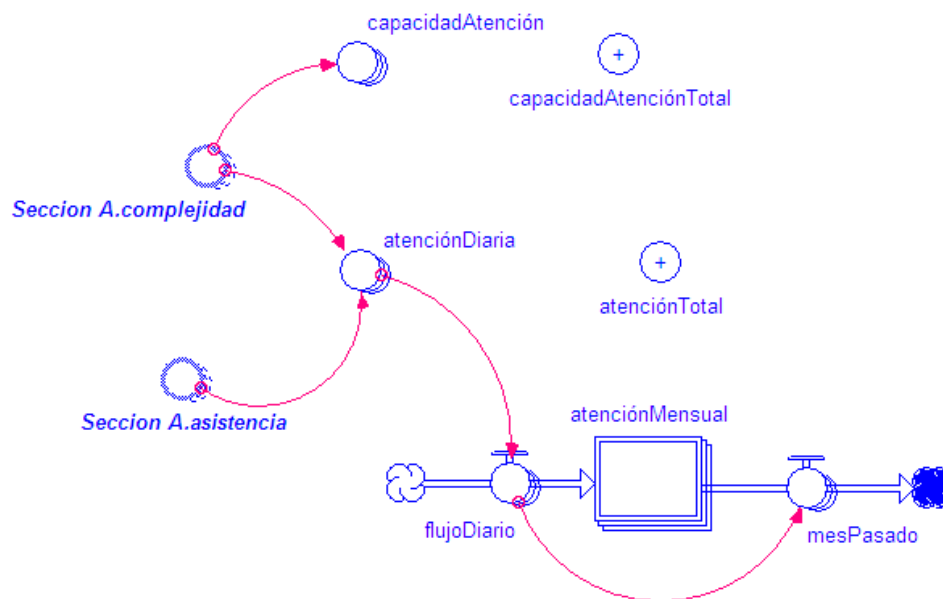 capacidadAtención
+
capacidadAtenciónTotal
Seccion A.complejidad
atenciónDiaria
+
atenciónTotal
Seccion A.asistencia
atenciónMensual
flujoDiario
mesPasado